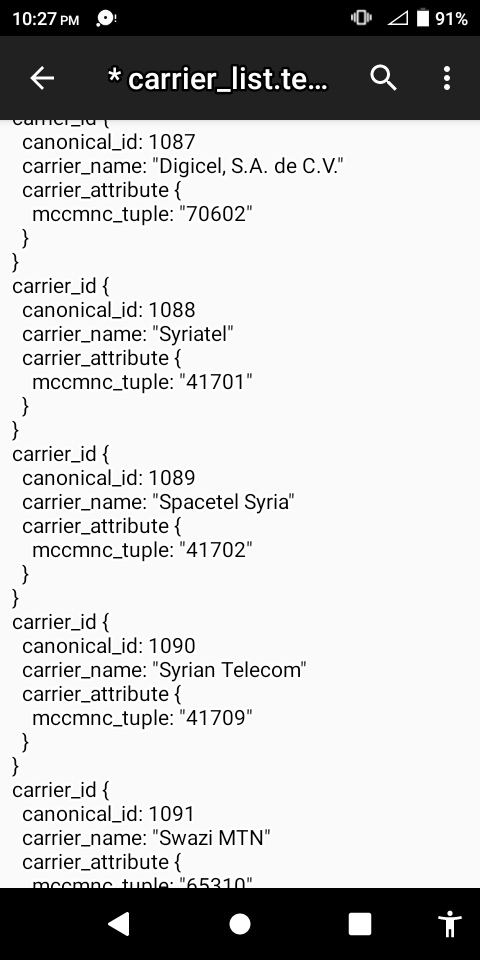 10:27 PM
91%
* carrier_list.te...
carrier_id {
canonical_id: 1087
carrier_name: "Digicel, S.A. de C.V."
carrier_attribute {
mccmnc_tuple: "70602"
}
}
carrier_id {
canonical_id: 1088
carrier_name: "Syriatel"
carrier_attribute {
mccmnc_tuple: "41701"
}
}
carrier_id {
canonical_id: 1089
carrier_name: "Spacetel Syria"
carrier_attribute {
mccmnc_tuple: "41702"
}
}
carrier_id {
canonical_id: 1090
carrier_name: "Syrian Telecom"
carrier_attribute {
mccmnc_tuple: "41709"
}
}
carrier_id {
canonical_id: 1091
carrier_name: "Swazi MTN"
carrier_attribute {
mccmnc_tuple: "65310"